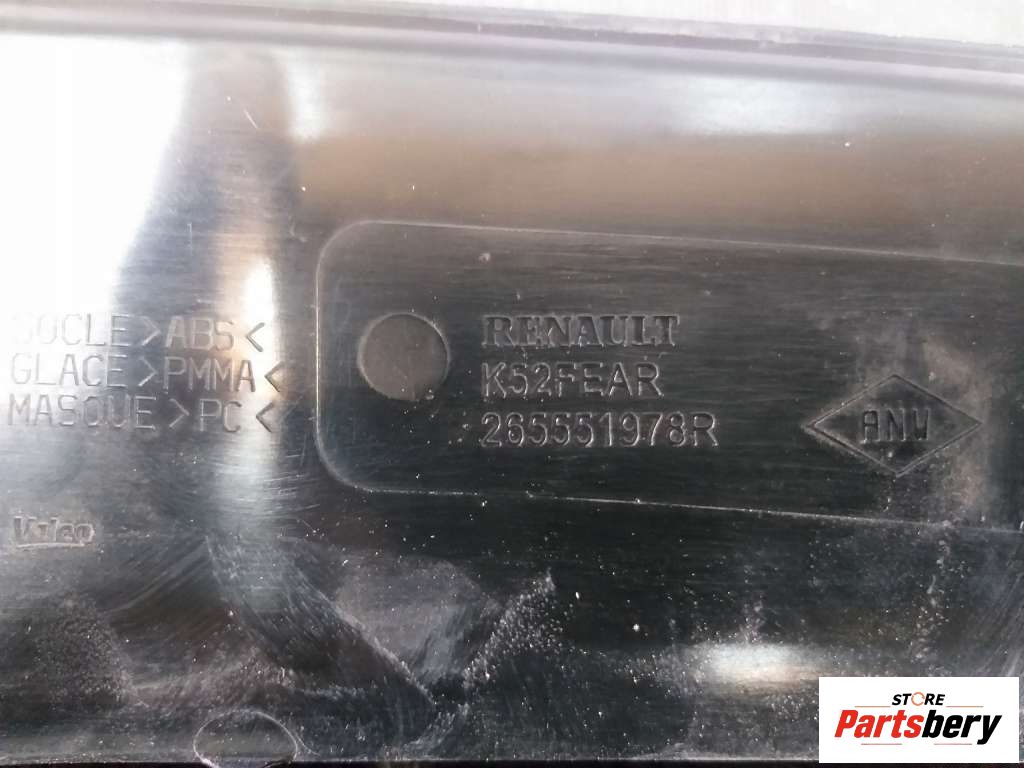 SOCLE>ABS<
GLACE>PMMA<
MASQUE>PC<
Valeo
RENAULT
K52FEAR
265551978R
ANW
STORE
Partsbery